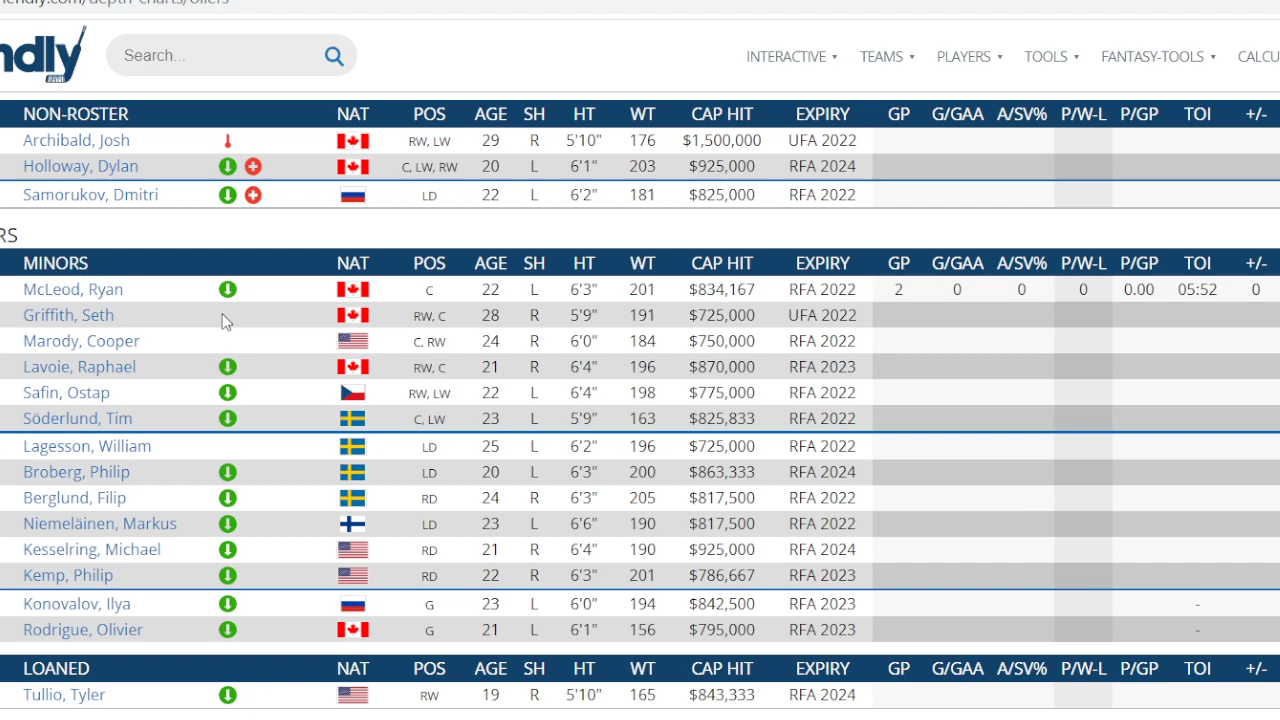 endly.com/depth-charts/oilers
ndly
Search...
INTERACTIVE TEAMS PLAYERS TOOLS FANTASY-TOOLS CALCU
NON-ROSTER NAT POS AGE SH HT WT CAP HIT EXPIRY GP G/GAA A/SV% P/W-L P/GP TOI +/-
Archibald, Josh RW, LW 29 R 5'10" 176 $1,500,000 UFA 2022
Holloway, Dylan C, LW, RW 20 L 6'1" 203 $925,000 RFA 2024
Samorukov, Dmitri LD 22 L 6'2" 181 $825,000 RFA 2022
RS
MINORS NAT POS AGE SH HT WT CAP HIT EXPIRY GP G/GAA A/SV% P/W-L P/GP TOI +/-
McLeod, Ryan C 22 L 6'3" 201 $834,167 RFA 2022 2 0 0 0 0.00 05:52 0
Griffith, Seth RW, C 28 R 5'9" 191 $725,000 UFA 2022
Marody, Cooper C, RW 24 R 6'0" 184 $750,000 RFA 2022
Lavoie, Raphael RW, C 21 R 6'4" 196 $870,000 RFA 2023
Safin, Ostap RW, LW 22 L 6'4" 198 $775,000 RFA 2022
Söderlund, Tim C, LW 23 L 5'9" 163 $825,833 RFA 2022
Lagesson, William LD 25 L 6'2" 196 $725,000 RFA 2022
Broberg, Philip LD 20 L 6'3" 200 $863,333 RFA 2024
Berglund, Filip RD 24 R 6'3" 205 $817,500 RFA 2022
Niemeläinen, Markus LD 23 L 6'6" 190 $817,500 RFA 2022
Kesselring, Michael RD 21 R 6'4" 190 $925,000 RFA 2024
Kemp, Philip RD 22 R 6'3" 201 $786,667 RFA 2023
Konovalov, Ilya G 23 L 6'0" 194 $842,500 RFA 2023 -
Rodrigue, Olivier G 21 L 6'1" 156 $795,000 RFA 2023 -
LOANED NAT POS AGE SH HT WT CAP HIT EXPIRY GP G/GAA A/SV% P/W-L P/GP TOI +/-
Tullio, Tyler RW 19 R 5'10" 165 $843,333 RFA 2024